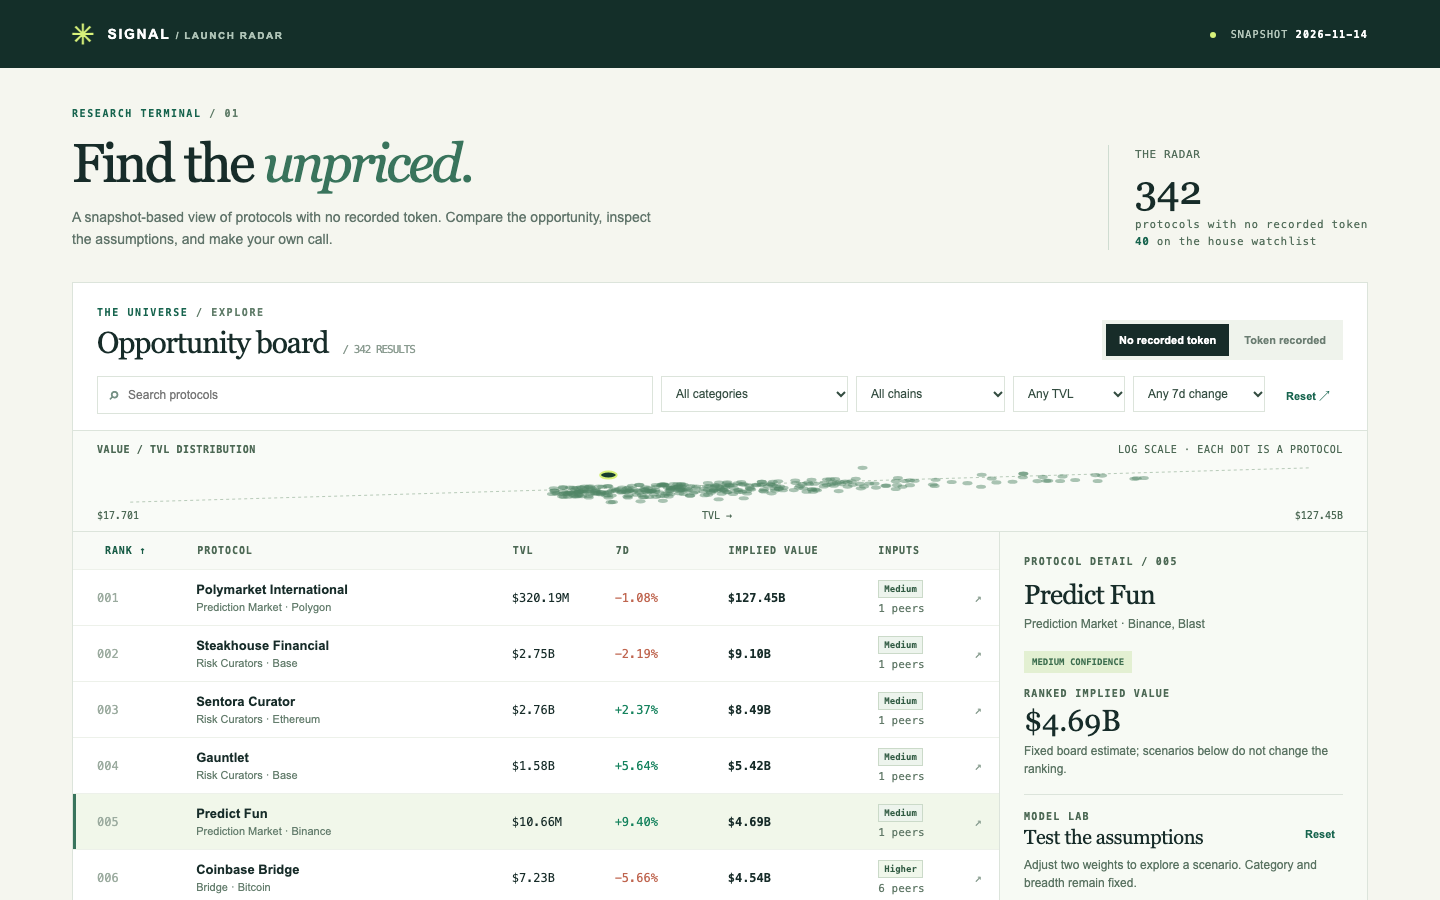 SIGNAL / LAUNCH RADAR
SNAPSHOT 2026-11-14
RESEARCH TERMINAL / 01
Find the unpriced.
A snapshot-based view of protocols with no recorded token. Compare the opportunity, inspect
the assumptions, and make your own call.
THE RADAR
342
protocols with no recorded token
40 on the house watchlist
THE UNIVERSE / EXPLORE
Opportunity board / 342 RESULTS
No recorded token
Token recorded
Search protocols
All categories
All chains
Any TVL
Any 7d change
Reset ↗
VALUE / TVL DISTRIBUTION
LOG SCALE · EACH DOT IS A PROTOCOL
$17.701
TVL →
$127.45B
RANK ↑ PROTOCOL TVL 7D IMPLIED VALUE INPUTS
001 Polymarket International $320.19M −1.08% $127.45B Medium ↗
Prediction Market · Polygon 1 peers
002 Steakhouse Financial $2.75B −2.19% $9.10B Medium ↗
Risk Curators · Base 1 peers
003 Sentora Curator $2.76B +2.37% $8.49B Medium ↗
Risk Curators · Ethereum 1 peers
004 Gauntlet $1.58B +5.64% $5.42B Medium ↗
Risk Curators · Base 1 peers
005 Predict Fun $10.66M +9.40% $4.69B Medium ↗
Prediction Market · Binance 1 peers
006 Coinbase Bridge $7.23B −5.66% $4.54B Higher ↗
Bridge · Bitcoin 6 peers
PROTOCOL DETAIL / 005
Predict Fun
Prediction Market · Binance, Blast
MEDIUM CONFIDENCE
RANKED IMPLIED VALUE
$4.69B
Fixed board estimate; scenarios below do not change the
ranking.
MODEL LAB
Test the assumptions
Reset
Adjust two weights to explore a scenario. Category and
breadth remain fixed.